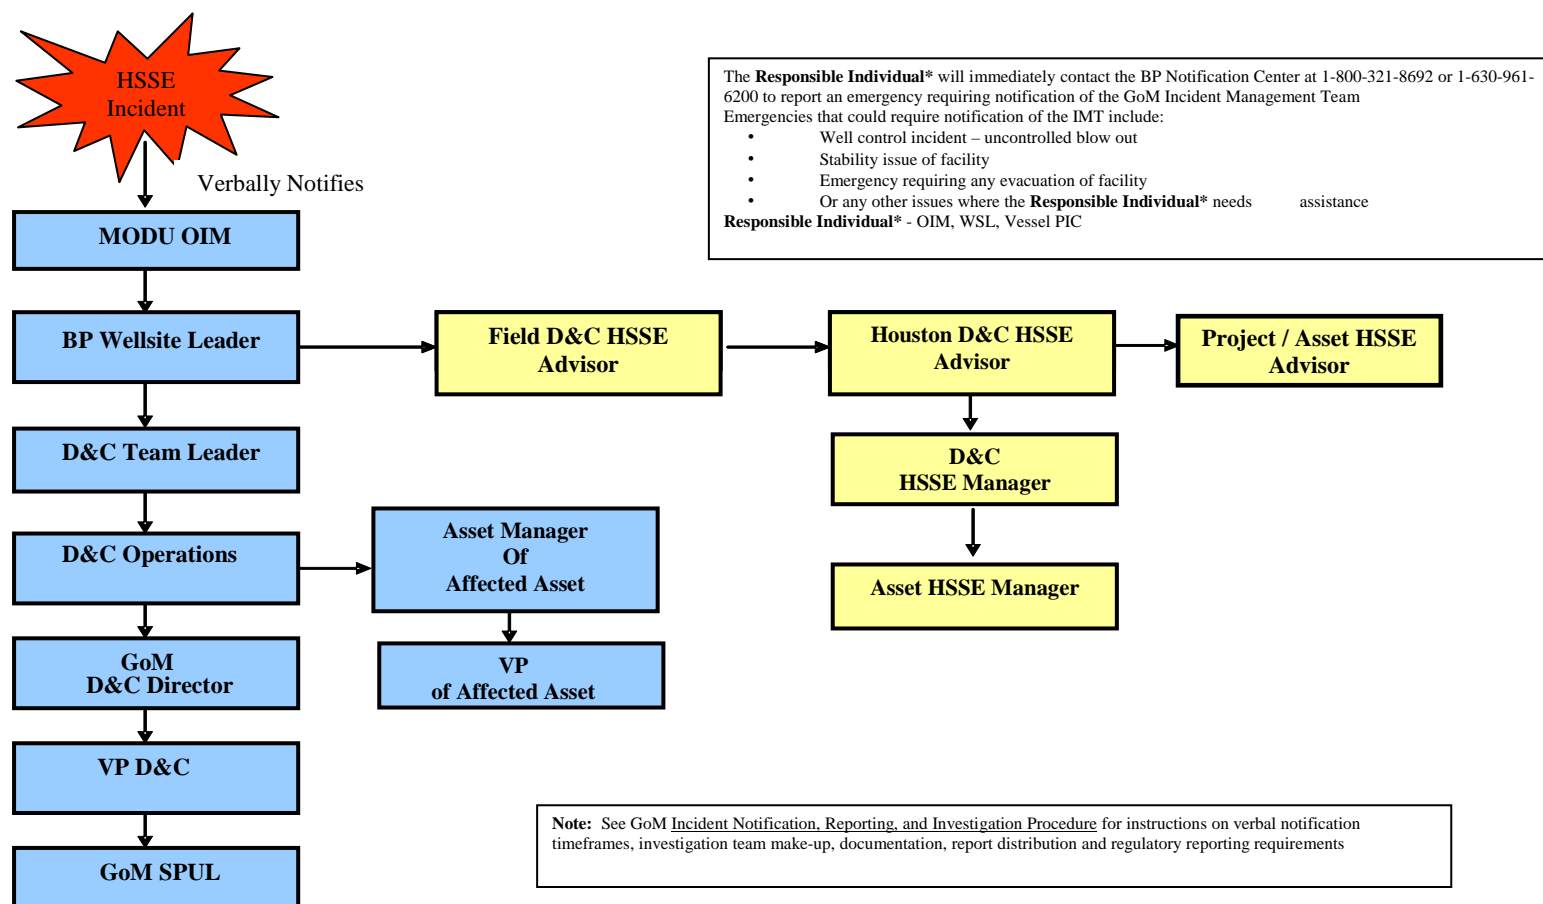 HSSE
Incident
The Responsible Individual* will immediately contact the BP Notification Center at 1-800-321-8692 or 1-630-961-
6200 to report an emergency requiring notification of the GoM Incident Management Team
Emergencies that could require notification of the IMT include:
• Well control incident – uncontrolled blow out
• Stability issue of facility
• Emergency requiring any evacuation of facility
• Or any other issues where the Responsible Individual* needs assistance
Responsible Individual* - OIM, WSL, Vessel PIC
Verbally Notifies
MODU OIM
BP Wellsite Leader
Field D&C HSSE
Advisor
Houston D&C HSSE
Advisor
Project / Asset HSSE
Advisor
D&C Team Leader
D&C
HSSE Manager
D&C Operations
Asset Manager
Of
Affected Asset
Asset HSSE Manager
GoM
D&C Director
VP
of Affected Asset
VP D&C
Note: See GoM Incident Notification, Reporting, and Investigation Procedure for instructions on verbal notification
timeframes, investigation team make-up, documentation, report distribution and regulatory reporting requirements
GoM SPUL